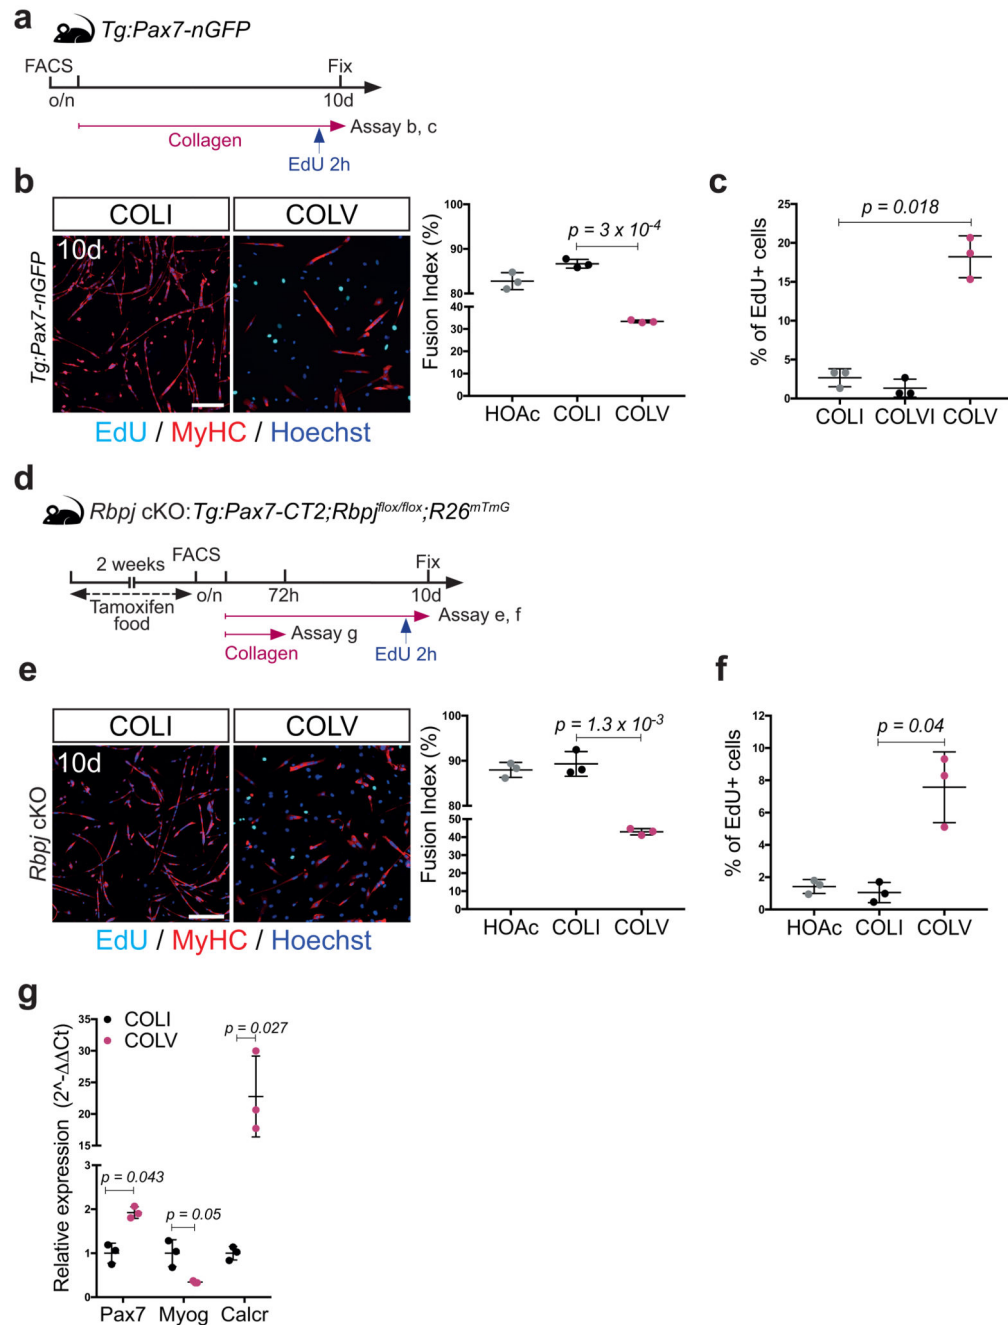 a
Tg:Pax7-nGFP
FACS
Fix
o/n
10d
Collagen
Assay b, c
EdU 2h
b
COLI
COLV
10d
Tg:Pax7-nGFP
EdU / MyHC / Hoechst
Fusion Index (%)
100
90
80
40
30
20
10
0
p = 3 x 10-4
HOAc
COLI
COLV
c
% of EdU+ cells
25
20
15
10
5
0
p = 0.018
COLI
COLVI
COLV
d
Rbpj cKO:Tg:Pax7-CT2;Rbpjflox/flox;R26mTmG
2 weeks
FACS
Fix
Tamoxifen
food
o/n
72h
10d
Assay e, f
Assay g
Collagen
EdU 2h
e
COLI
COLV
10d
Rbpj cKO
EdU / MyHC / Hoechst
Fusion Index (%)
100
90
80
50
40
30
20
10
0
p = 1.3 x 10-3
HOAc
COLI
COLV
f
% of EdU+ cells
12
10
8
6
4
2
0
p = 0.04
HOAc
COLI
COLV
g
Relative expression (2^-ΔΔCt)
35
30
25
20
15
3
2
1
0
COLI
COLV
p = 0.027
p = 0.043
p = 0.05
Pax7
Myog
Calcr